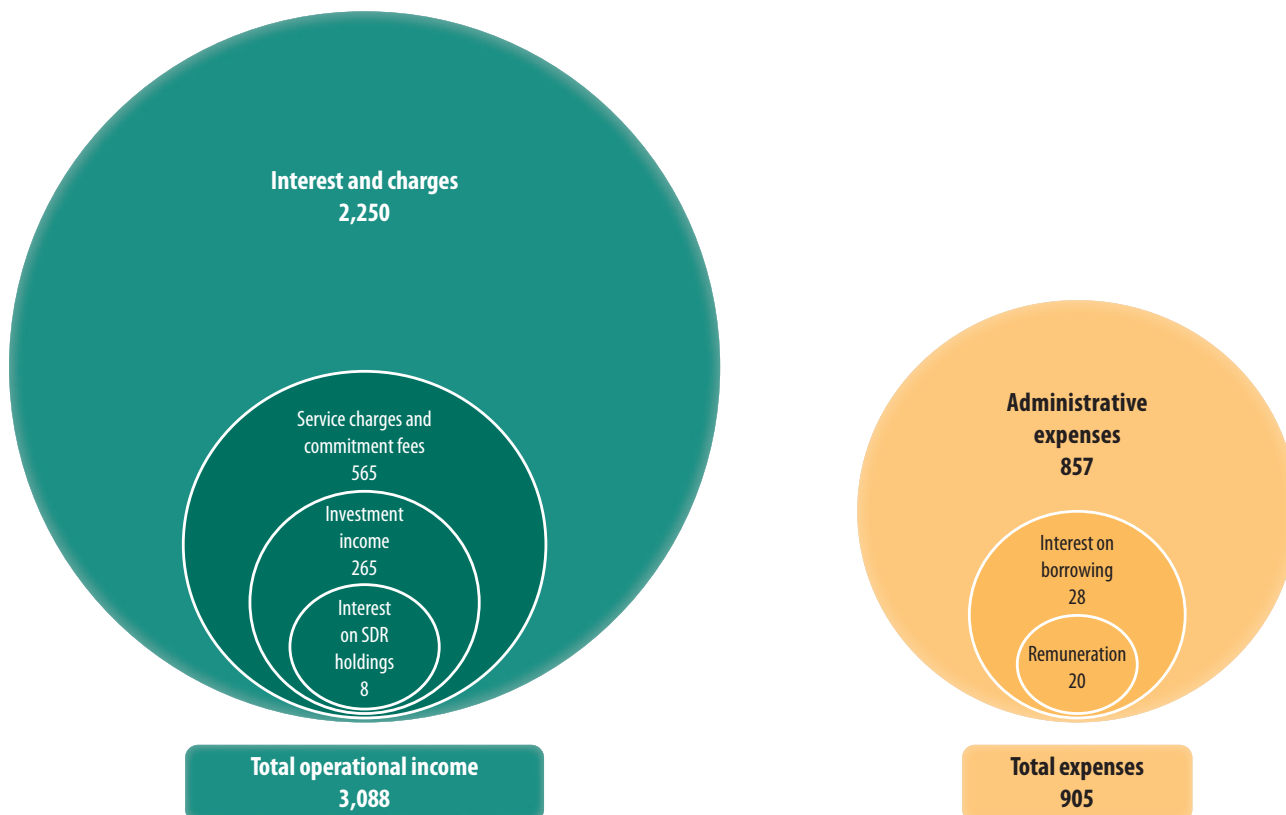 Interest and charges
2,250
Service charges and
commitment fees
565
Investment
income
265
Interest
on SDR
holdings
8
Total operational income
3,088
Administrative
expenses
857
Interest on
borrowing
28
Remuneration
20
Total expenses
905